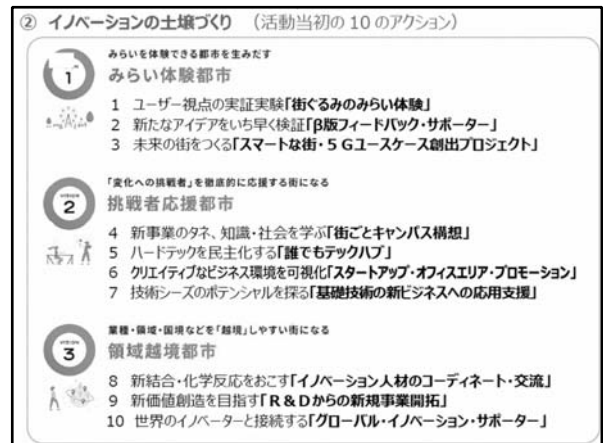 ② イノベーションの土壌づくり （活動当初の10のアクション）
みらいを体験できる都市を生みだす
1
みらい体験都市
1 ユーザー視点の実証実験「街ぐるみのみらい体験」
2 新たなアイデアをいち早く検証「β版フィードバック・サポーター」
3 未来の街をつくる「スマートな街・５Ｇユースケース創出プロジェクト」
「変化への挑戦者」を徹底的に応援する街になる
VISION
2
挑戦者応援都市
4 新事業のタネ、知識・社会を学ぶ「街ごとキャンパス構想」
5 ハードテックを民主化する「誰でもテックハブ」
6 クリエイティブなビジネス環境を可視化「スタートアップ・オフィスエリア・プロモーション」
7 技術シーズのポテンシャルを探る「基礎技術の新ビジネスへの応用支援」
業種・領域・国境などを「越境」しやすい街になる
VISION
3
領域越境都市
8 新結合・化学反応をおこす「イノベーション人材のコーディネート・交流」
9 新価値創造を目指す「Ｒ＆Ｄからの新規事業開拓」
10 世界のイノベーターと接続する「グローバル・イノベーション・サポーター」